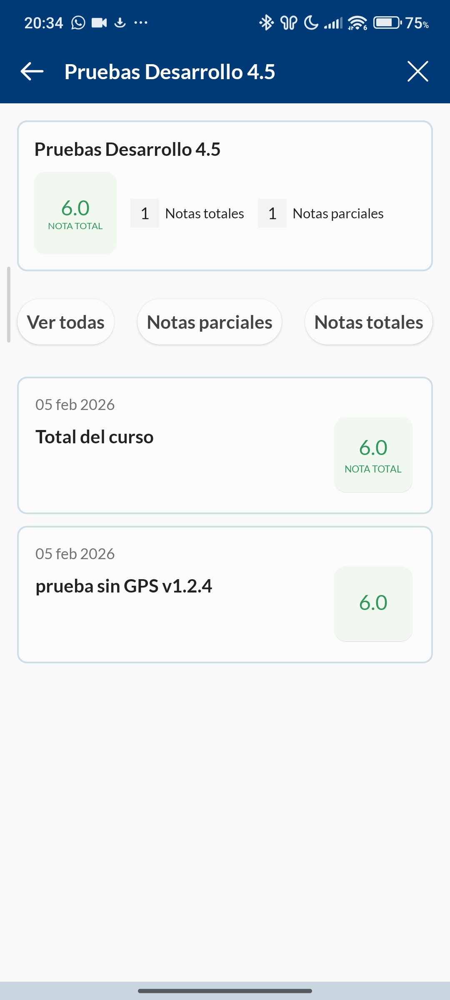 20:34 75%
Pruebas Desarrollo 4.5
Pruebas Desarrollo 4.5
6.0
NOTA TOTAL
1 Notas totales 1 Notas parciales
Ver todas Notas parciales Notas totales
05 feb 2026
Total del curso
6.0
NOTA TOTAL
05 feb 2026
prueba sin GPS v1.2.4
6.0